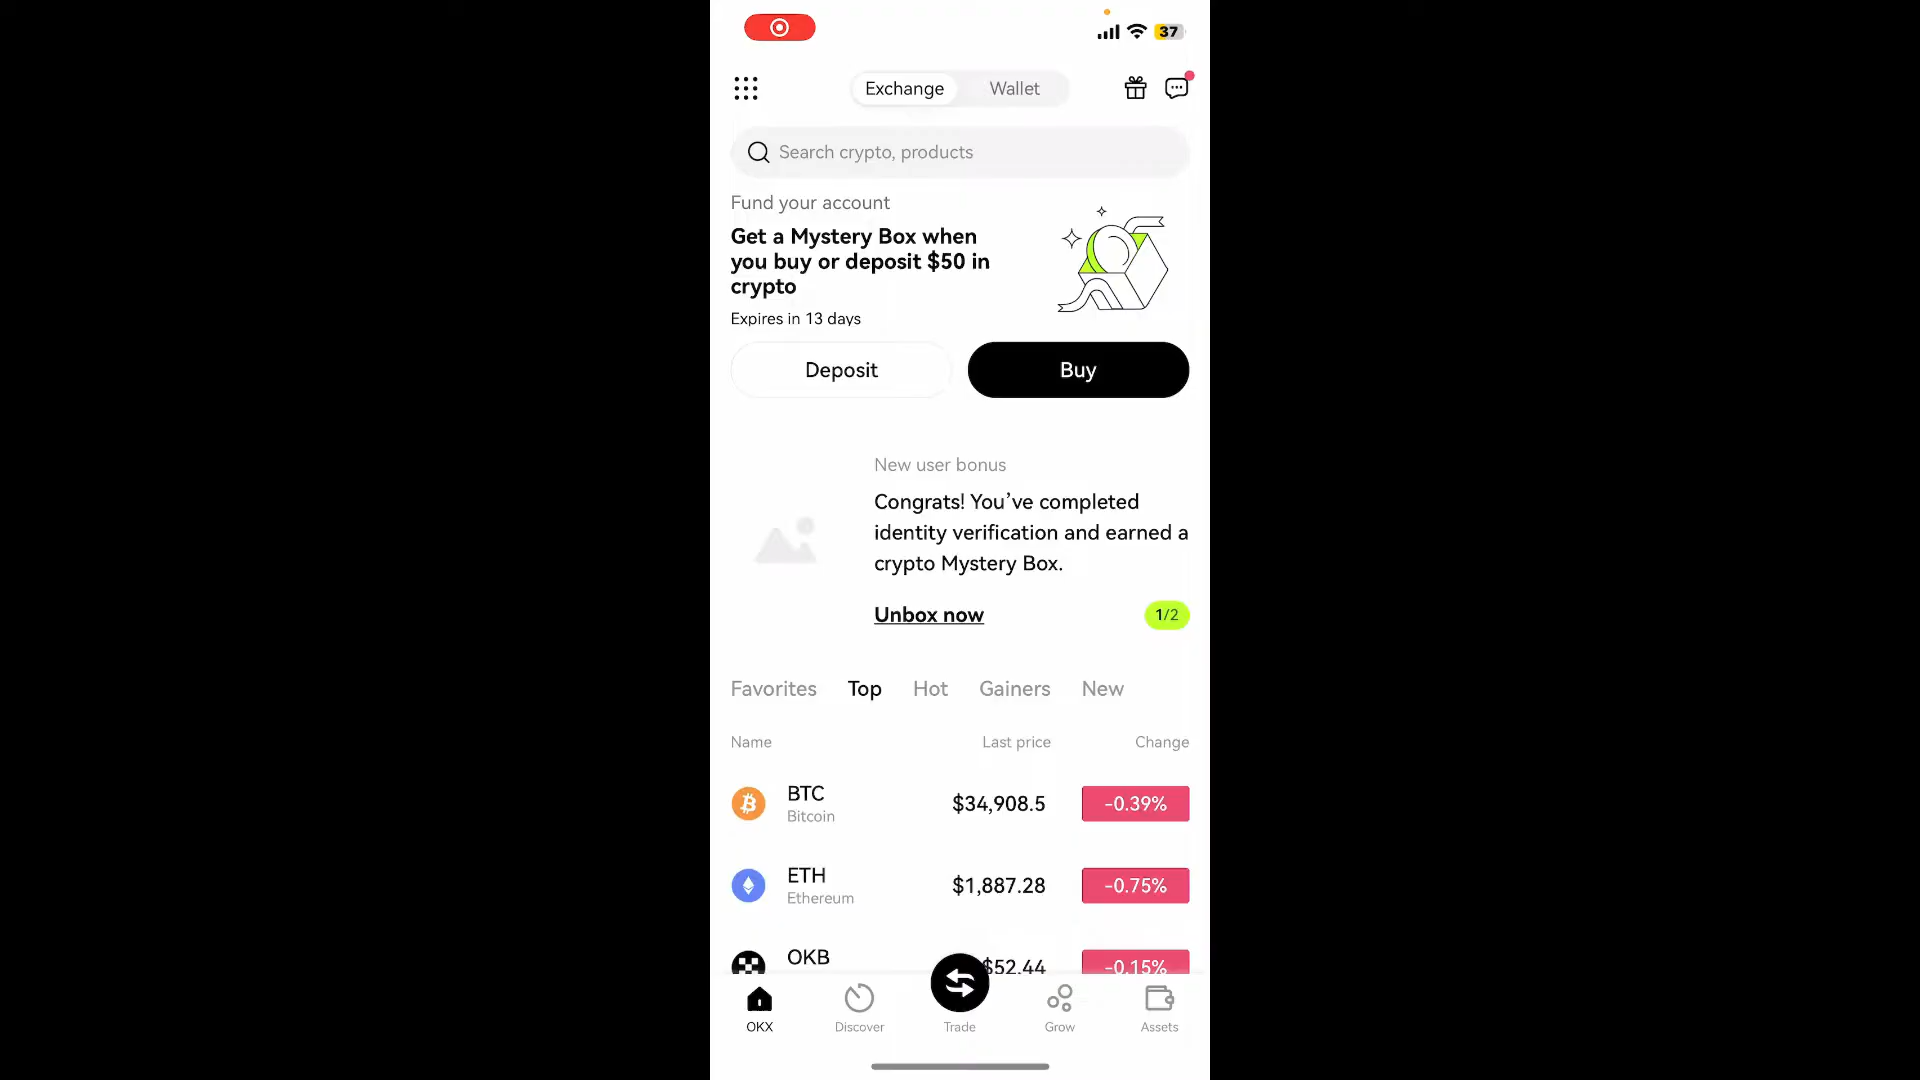 37
Exchange Wallet
Search crypto, products
Fund your account
Get a Mystery Box when
you buy or deposit $50 in
crypto
Expires in 13 days
Deposit Buy
New user bonus
Congrats! You’ve completed
identity verification and earned a
crypto Mystery Box.
Unbox now 1/2
Favorites Top Hot Gainers New
Name Last price Change
BTC $34,908.5 -0.39%
Bitcoin
ETH $1,887.28 -0.75%
Ethereum
OKB $52.44 -0.15%
OKX Discover Trade Grow Assets